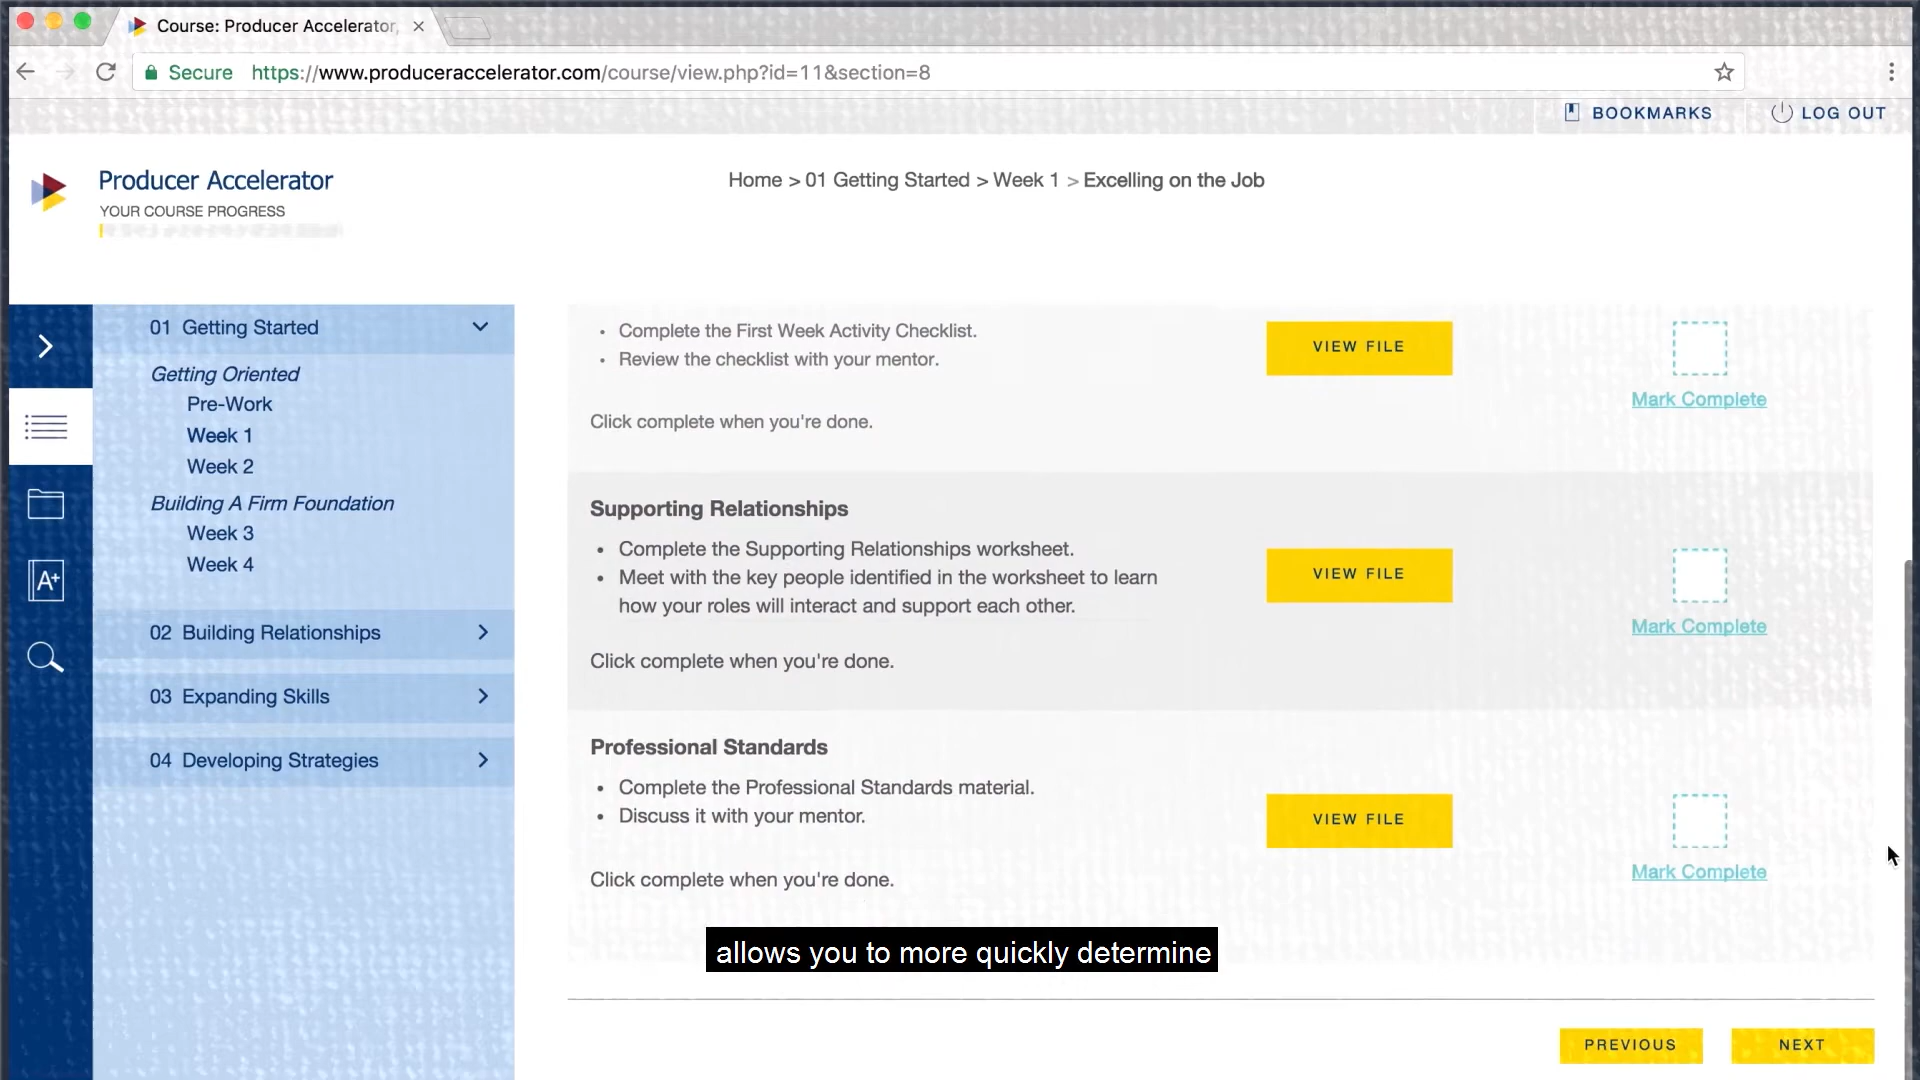 Course: Producer Accelerator,
Secure https://www.produceraccelerator.com/course/view.php?id=11&section=8
BOOKMARKS
LOG OUT
Producer Accelerator
YOUR COURSE PROGRESS
Home > 01 Getting Started > Week 1 > Excelling on the Job
01 Getting Started
Getting Oriented
Pre-Work
Week 1
Week 2
Building A Firm Foundation
Week 3
Week 4
02 Building Relationships
03 Expanding Skills
04 Developing Strategies
• Complete the First Week Activity Checklist.
• Review the checklist with your mentor.
Click complete when you're done.
VIEW FILE
Mark Complete
Supporting Relationships
• Complete the Supporting Relationships worksheet.
• Meet with the key people identified in the worksheet to learn
how your roles will interact and support each other.
Click complete when you're done.
VIEW FILE
Mark Complete
Professional Standards
• Complete the Professional Standards material.
• Discuss it with your mentor.
Click complete when you're done.
VIEW FILE
Mark Complete
allows you to more quickly determine
PREVIOUS
NEXT
A+